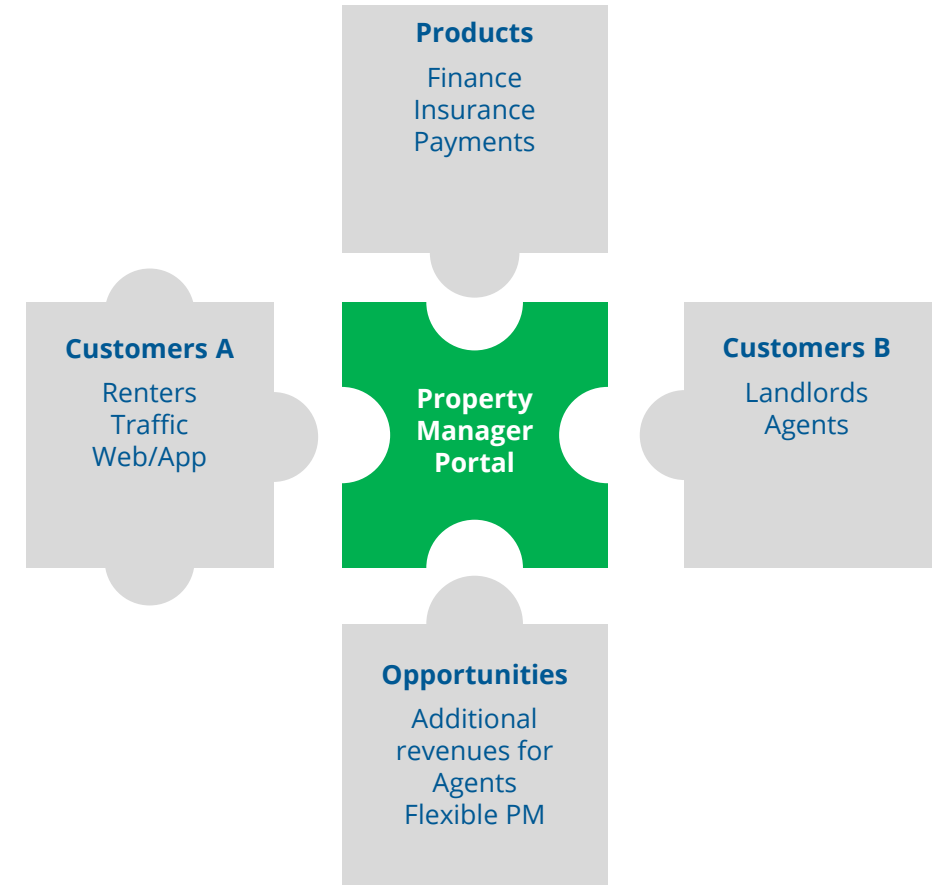 Products
Finance
Insurance
Payments
Customers A
Renters
Traffic
Web/App
Property
Manager
Portal
Customers B
Landlords
Agents
Opportunities
Additional
revenues for
Agents
Flexible PM